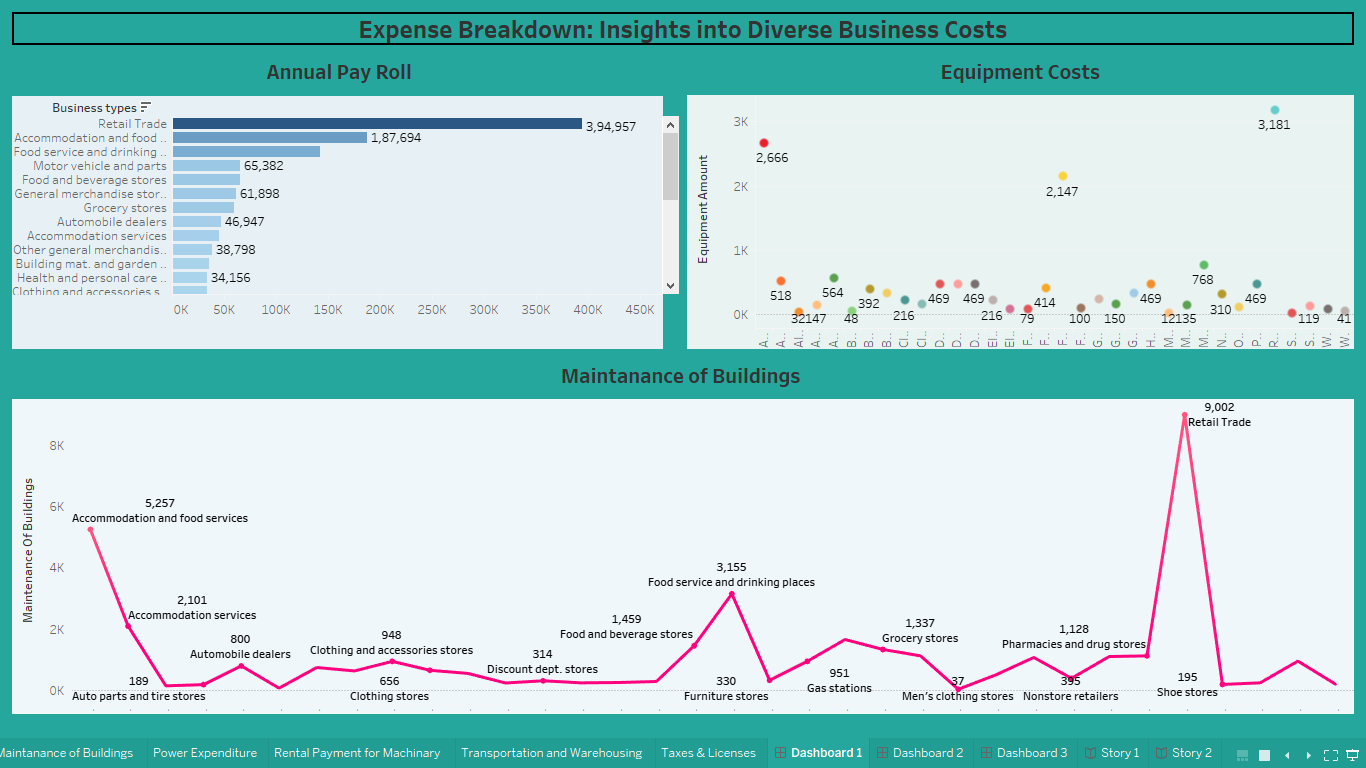 Expense Breakdown: Insights into Diverse Business Costs
Annual Pay Roll
Business types
Retail Trade 3,94,957
Accommodation and food .. 1,87,694
Food service and drinking ..
Motor vehicle and parts 65,382
Food and beverage stores
General merchandise stor.. 61,898
Grocery stores
Automobile dealers 46,947
Accommodation services
Other general merchandis.. 38,798
Building mat. and garden ..
Health and personal care .. 34,156
Clothing and accessories s..
0K 50K 100K 150K 200K 250K 300K 350K 400K 450K
Equipment Costs
Equipment Amount
3K
2K
1K
0K
3,181
2,666
2,147
768
518 564
392 469 469 414 469 469
32 147 48 216 216 79 100 150 12 135 310 119 41
A.. A.. Al.. A.. A.. B.. B.. B.. Cl.. Cl.. D.. D.. D.. El.. El.. F.. F.. F.. F.. G.. G.. G.. H.. M.. M.. M.. N.. O.. P.. R.. S.. S.. W.. W..
Maintanance of Buildings
Maintenance Of Buildings
8K
6K
4K
2K
0K
9,002
Retail Trade
5,257
Accommodation and food services
3,155
Food service and drinking places
2,101
Accommodation services
1,459
Food and beverage stores
1,337
Grocery stores
1,128
Pharmacies and drug stores
800
Automobile dealers
948
Clothing and accessories stores
314
Discount dept. stores
189
Auto parts and tire stores
656
Clothing stores
330
Furniture stores
951
Gas stations
37
Men's clothing stores
395
Nonstore retailers
195
Shoe stores
Maintanance of Buildings Power Expenditure Rental Payment for Machinary Transportation and Warehousing Taxes & Licenses Dashboard 1 Dashboard 2 Dashboard 3 Story 1 Story 2